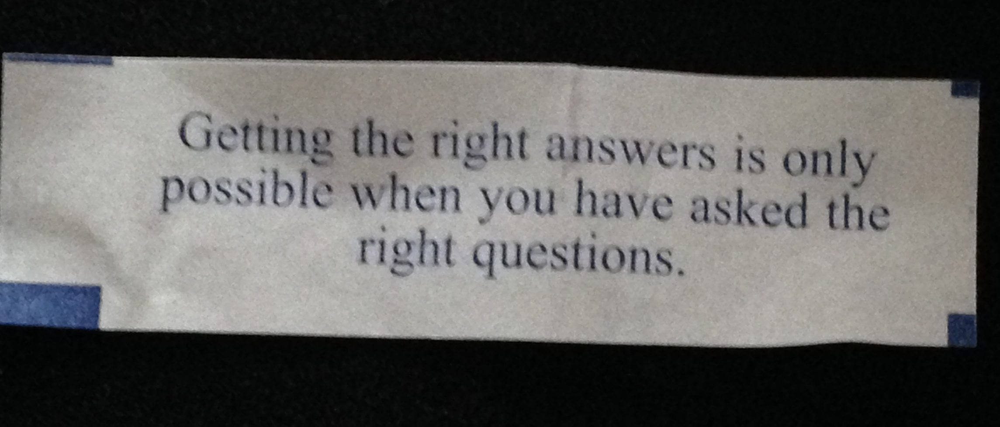 Getting the right answers is only
possible when you have asked the
right questions.